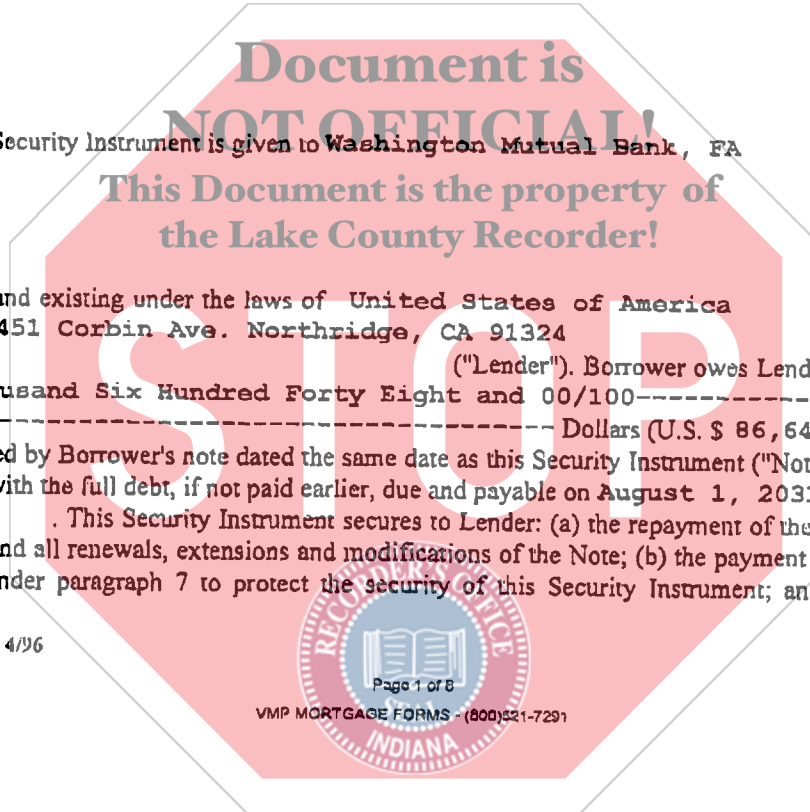 Document is
NOT OFFICIAL!
Security Instrument is given to Washington Mutual Bank, FA
This Document is the property of
the Lake County Recorder!
and existing under the laws of United States of America
451 Corbin Ave. Northridge, CA 91324
("Lender"). Borrower owes Lend
usand Six Hundred Forty Eight and 00/100-------------
---------------------------------------- Dollars (U.S. $ 86,64
ed by Borrower's note dated the same date as this Security Instrument ("Not
with the full debt, if not paid earlier, due and payable on August 1, 203
. This Security Instrument secures to Lender: (a) the repayment of the
nd all renewals, extensions and modifications of the Note; (b) the payment
nder paragraph 7 to protect the security of this Security Instrument; an
STOP
4/96
RECORDER'S OFFICE
Page 1 of 8
SEAL
VMP MORTGAGE FORMS - (800)521-7291
INDIANA